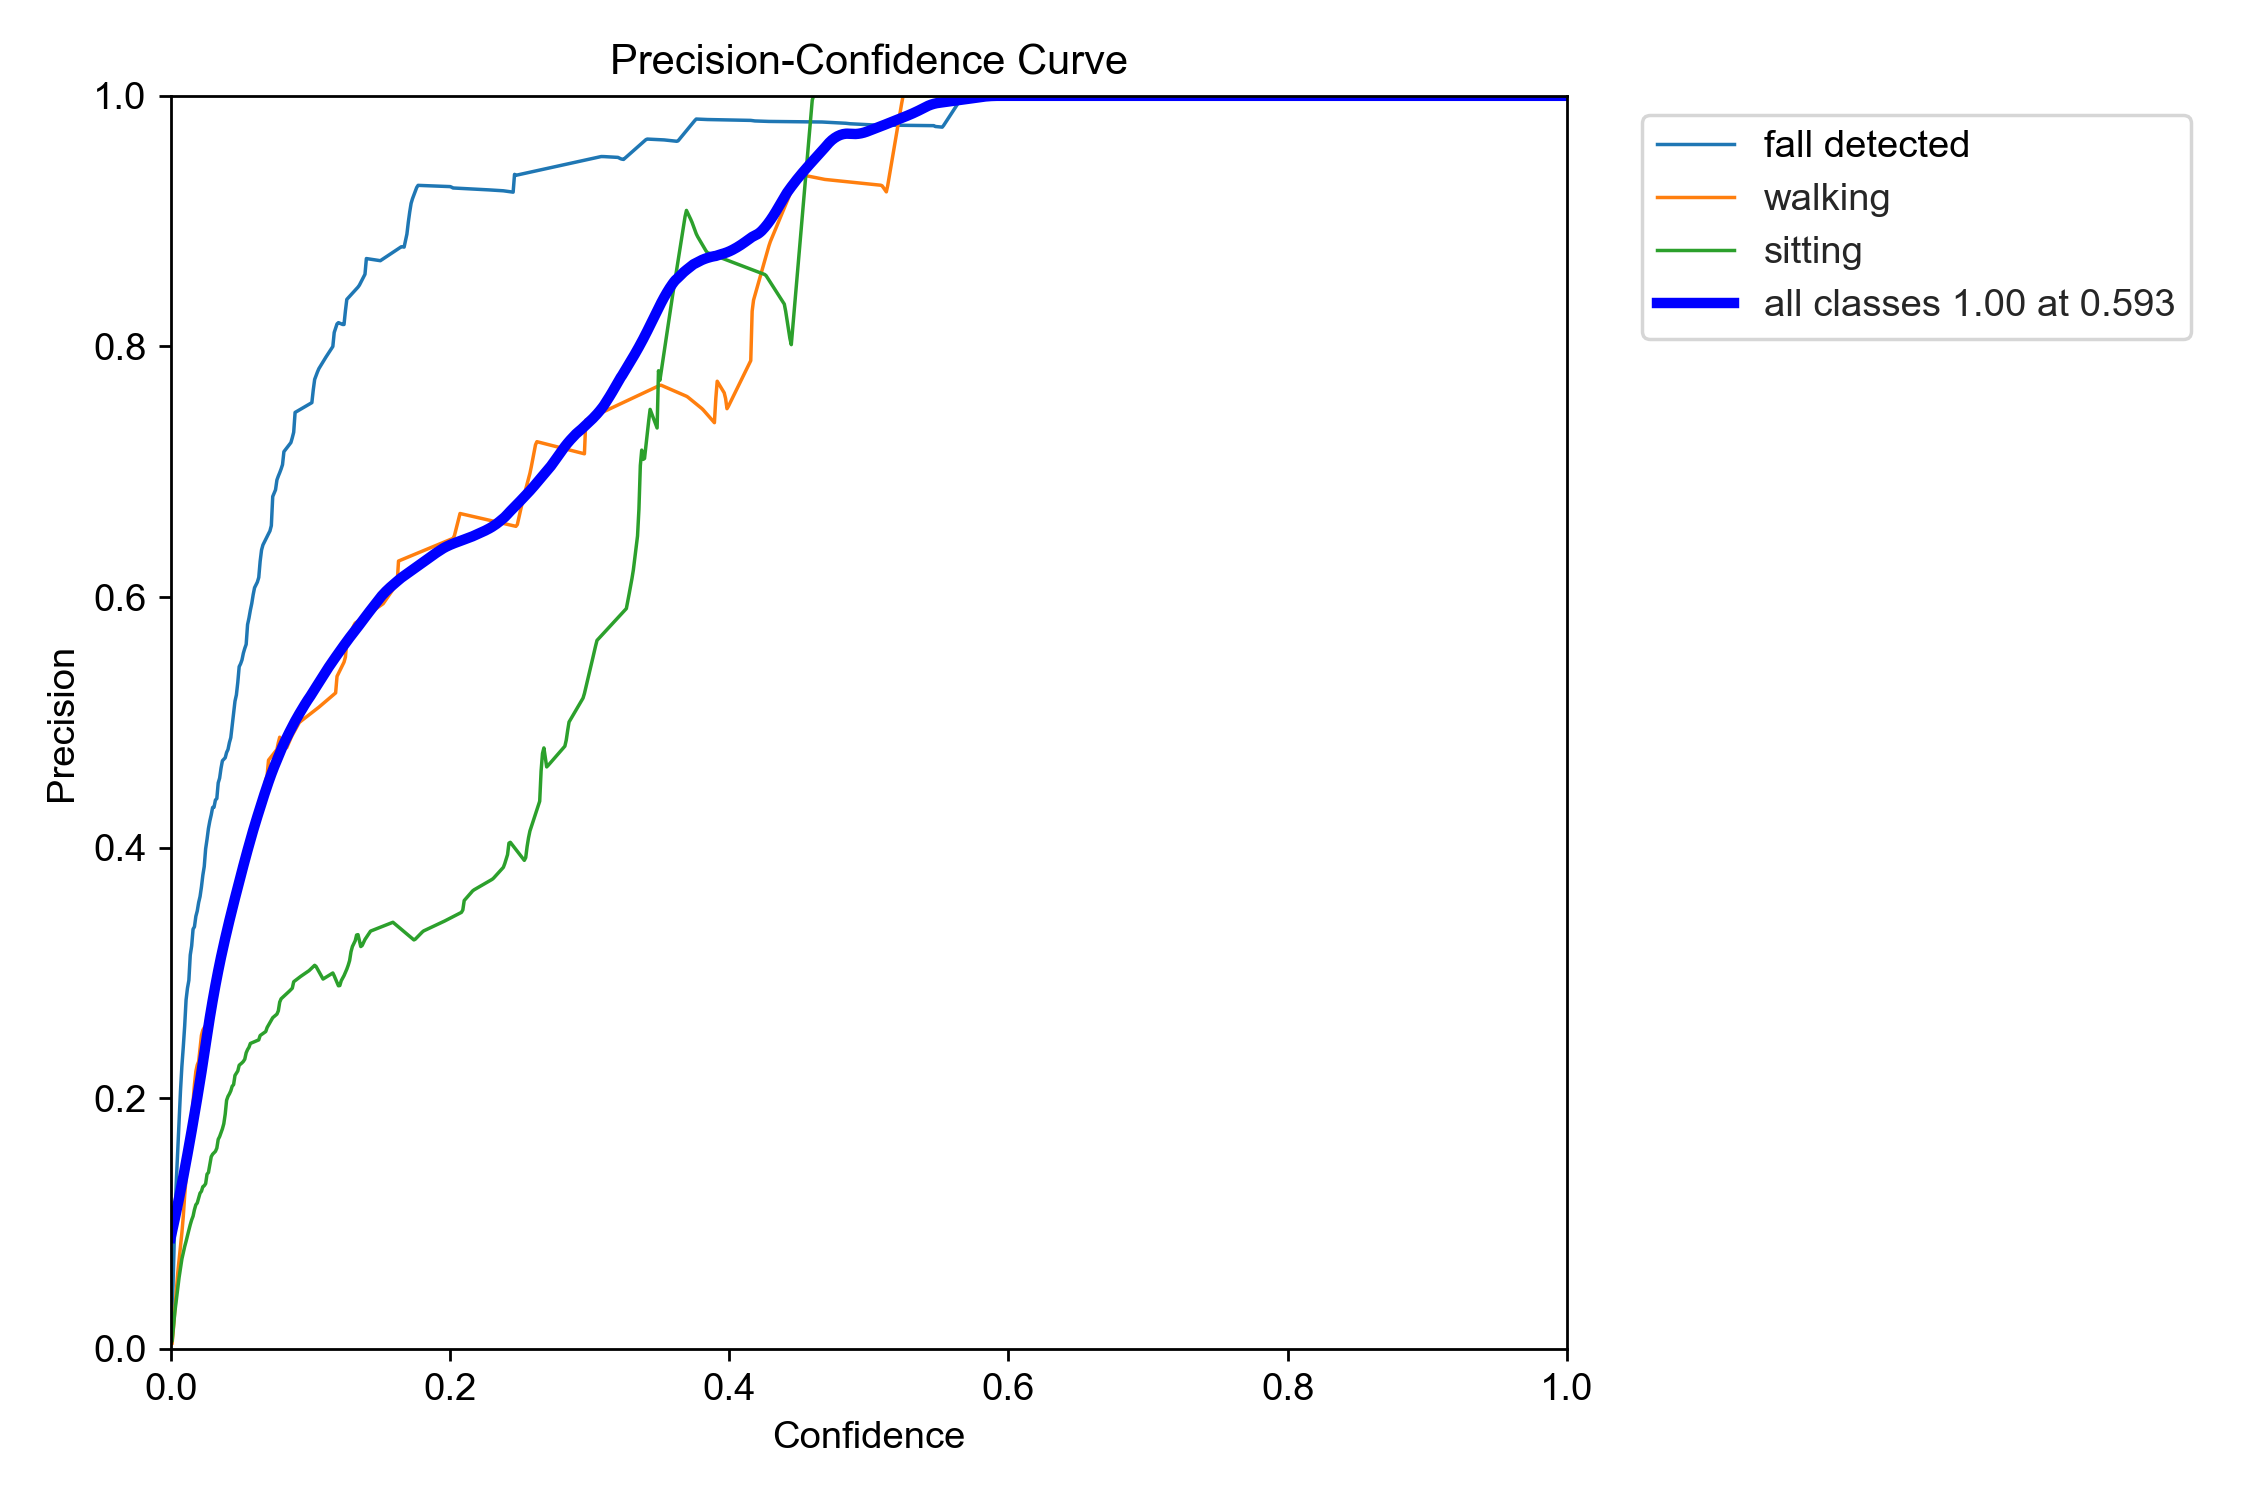 Precision-Confidence Curve
1.0
0.8
0.6
0.4
0.2
0.0
Precision
0.0 0.2 0.4 0.6 0.8 1.0
Confidence
fall detected
walking
sitting
all classes 1.00 at 0.593